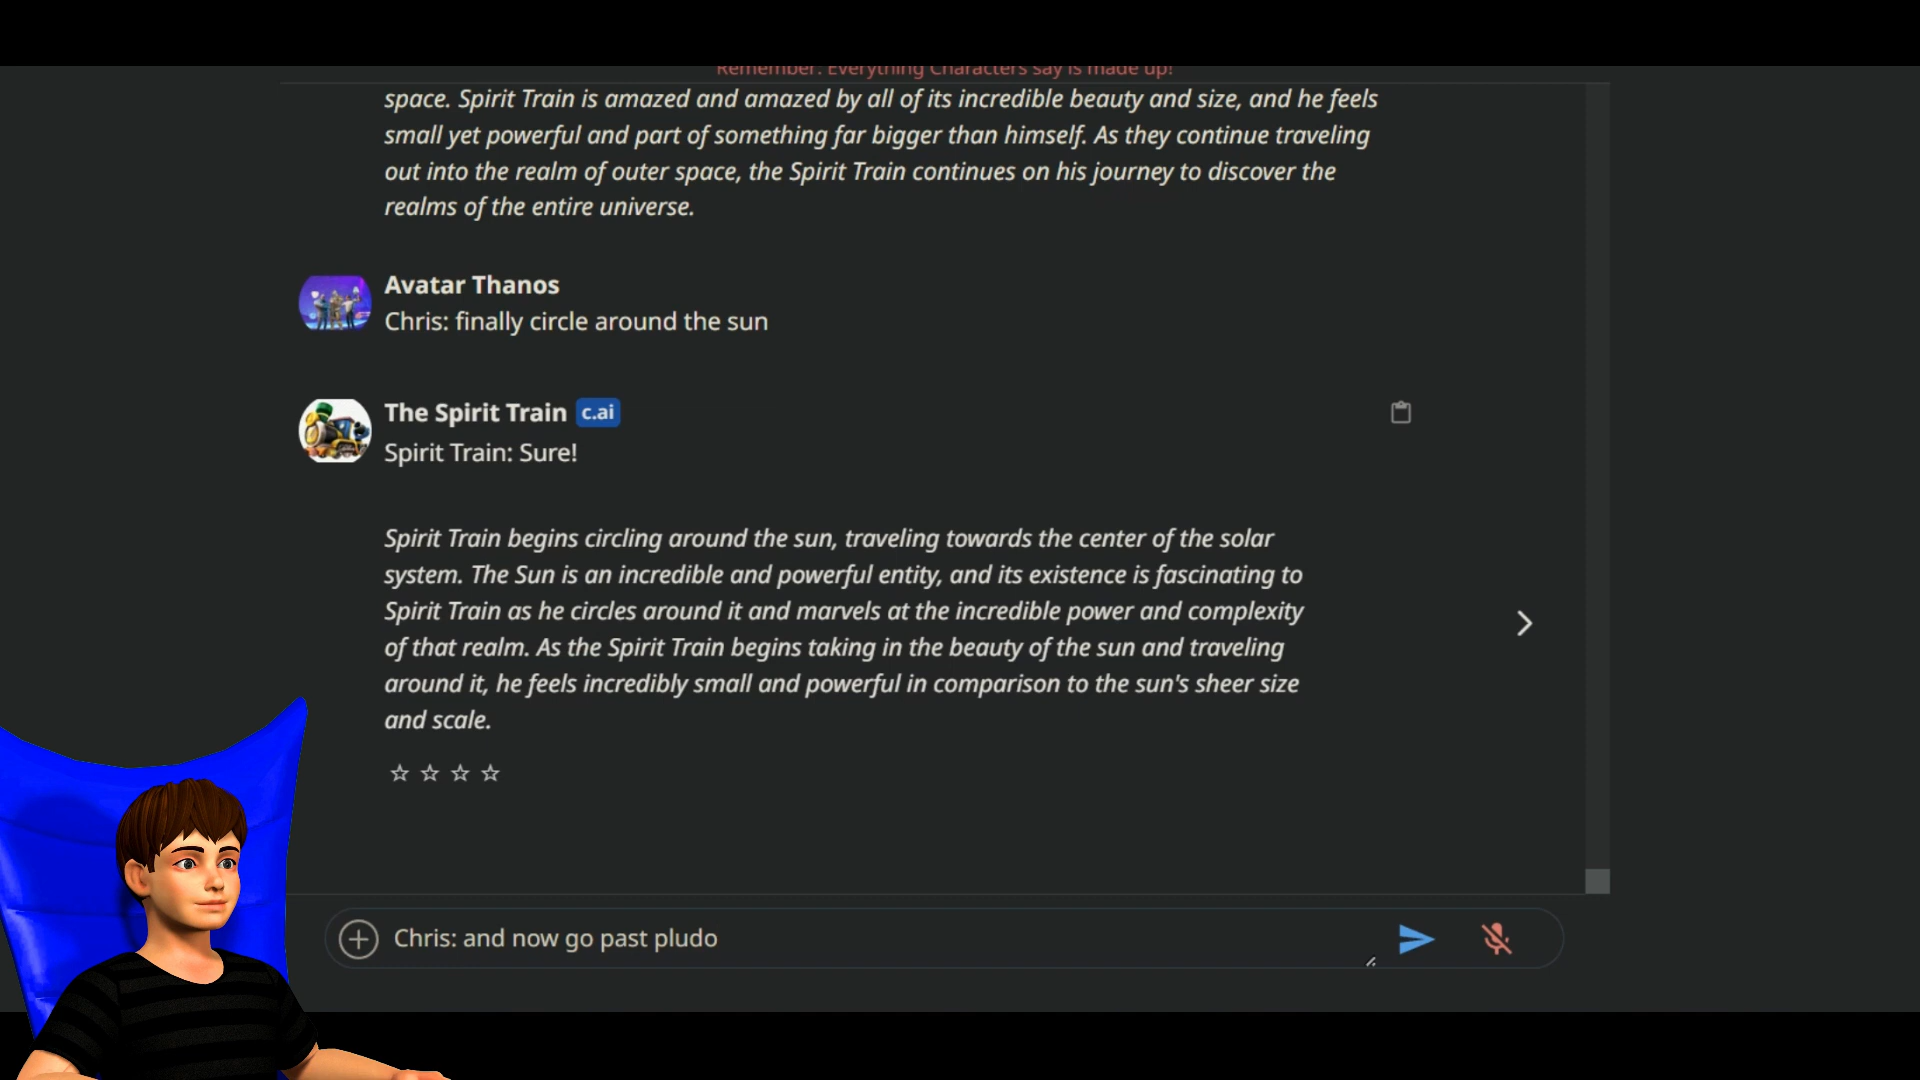 Remember: Everything Characters say is made up!
space. Spirit Train is amazed and amazed by all of its incredible beauty and size, and he feels
small yet powerful and part of something far bigger than himself. As they continue traveling
out into the realm of outer space, the Spirit Train continues on his journey to discover the
realms of the entire universe.
Avatar Thanos
Chris: finally circle around the sun
The Spirit Train c.ai
Spirit Train: Sure!
Spirit Train begins circling around the sun, traveling towards the center of the solar
system. The Sun is an incredible and powerful entity, and its existence is fascinating to
Spirit Train as he circles around it and marvels at the incredible power and complexity
of that realm. As the Spirit Train begins taking in the beauty of the sun and traveling
around it, he feels incredibly small and powerful in comparison to the sun's sheer size
and scale.
Chris: and now go past pludo